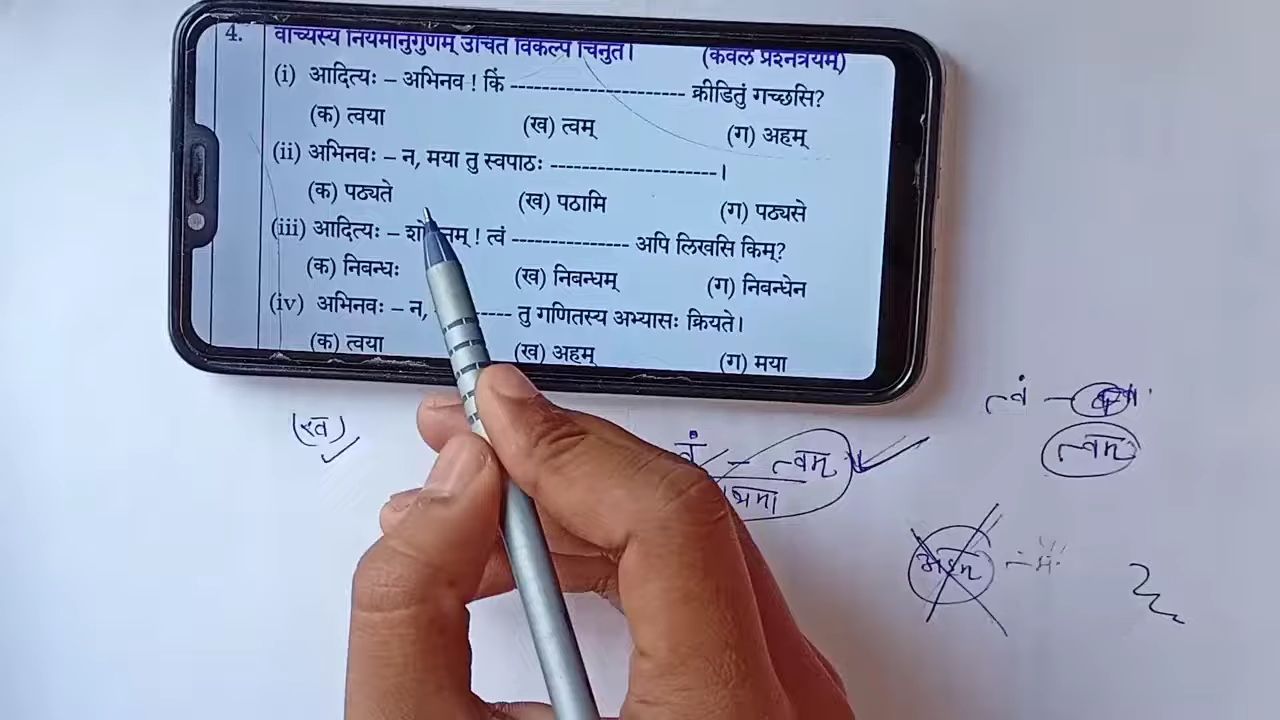 4. वाच्यस्य नियमानुगुणम् उचितं विकल्पं चिनुत। (केवलं प्रश्नत्रयम्)
(i) आदित्यः – अभिनव ! किं ---------------------- क्रीडितुं गच्छसि?
(क) त्वया (ख) त्वम् (ग) अहम्
(ii) अभिनवः – न, मया तु स्वपाठः ---------------------।
(क) पठ्यते (ख) पठामि (ग) पठ्यसे
(iii) आदित्यः – ! त्वं --------------- अपि लिखसि किम्?
(क) निबन्धः (ख) निबन्धम् (ग) निबन्धेन
(iv) अभिनवः – न, ------ तु गणितस्य अभ्यासः क्रियते।
(क) त्वया (ख) अहम् (ग) मया
(ख)
– त्वम्
त्वं –
त्वम्
अहम्